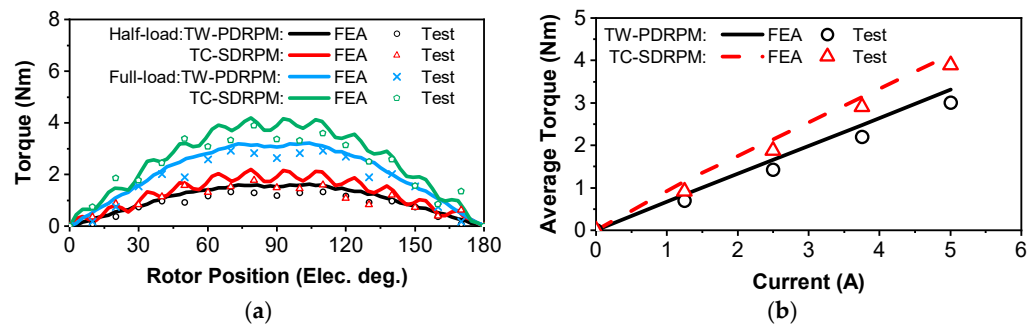 8
6
4
2
0
Torque (Nm)
Half-load:TW-PDRPM: FEA Test
TC-SDRPM: FEA Test
Full-load:TW-PDRPM: FEA Test
TC-SDRPM: FEA Test
0 30 60 90 120 150 180
Rotor Position (Elec. deg.)
(a)
5
4
3
2
1
0
Average Torque (Nm)
TW-PDRPM: FEA Test
TC-SDRPM: FEA Test
0 1 2 3 4 5 6
Current (A)
(b)